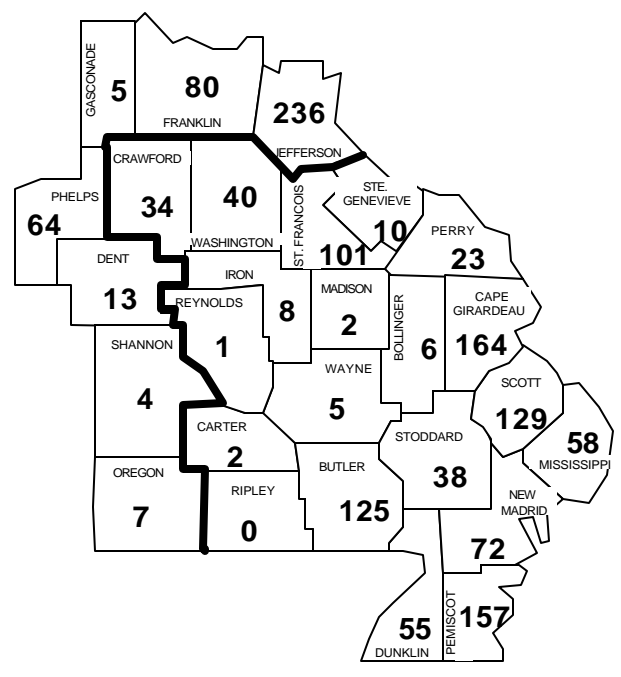 GASCONADE
5
80
FRANKLIN
236
JEFFERSON
CRAWFORD
34
40
WASHINGTON
PHELPS
64
ST. FRANCOIS
101
STE.
GENEVIEVE
10
PERRY
23
DENT
13
IRON
8
REYNOLDS
1
MADISON
2
BOLLINGER
6
CAPE
GIRARDEAU
164
SHANNON
4
WAYNE
5
SCOTT
129
CARTER
2
STODDARD
38
58
MISSISSIPPI
OREGON
7
RIPLEY
0
BUTLER
125
NEW
MADRID
72
55
DUNKLIN
PEMISCOT
157